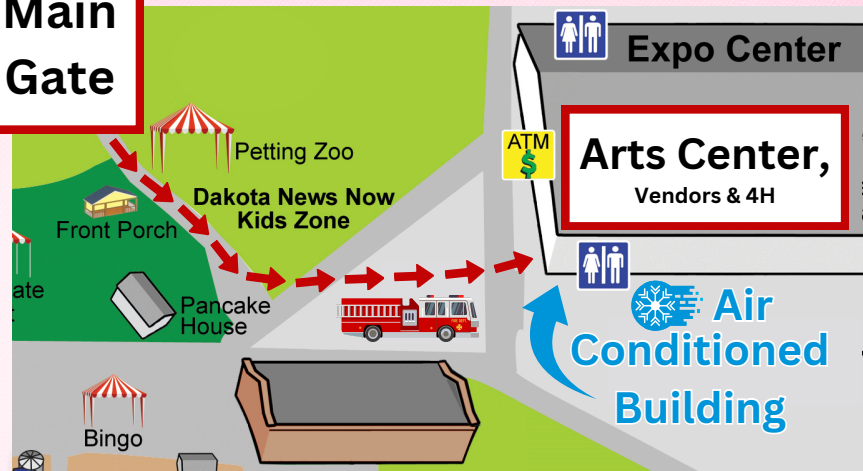 Main
Gate
Expo Center
ATM
$
Arts Center,
Vendors & 4H
Petting Zoo
Dakota News Now
Kids Zone
Front Porch
ate
Pancake
House
Air
Conditioned
Building
Bingo